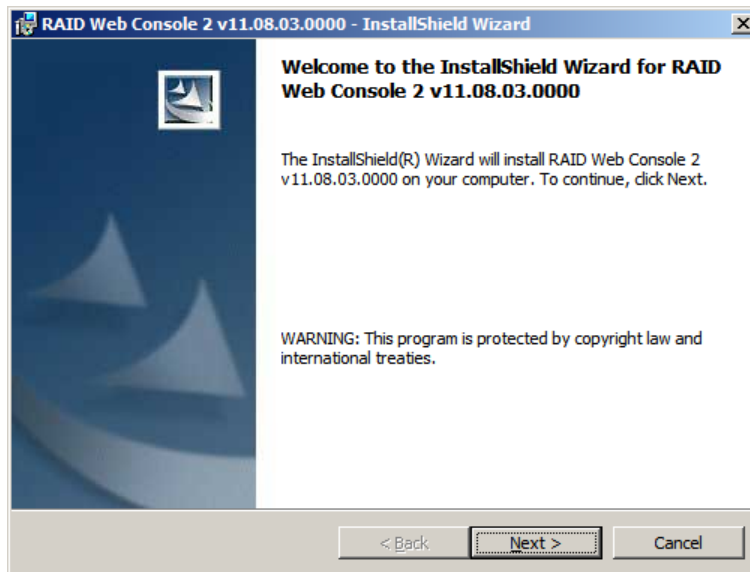 RAID Web Console 2 v11.08.03.0000 - InstallShield Wizard
Welcome to the InstallShield Wizard for RAID
Web Console 2 v11.08.03.0000
The InstallShield(R) Wizard will install RAID Web Console 2
v11.08.03.0000 on your computer. To continue, click Next.
WARNING: This program is protected by copyright law and
international treaties.
< Back
Next >
Cancel